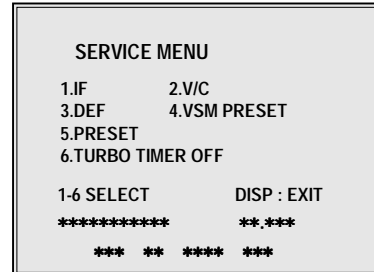 SERVICE MENU
1.IF 2.V/C
3.DEF 4.VSM PRESET
5.PRESET
6.TURBO TIMER OFF
1-6 SELECT DISP : EXIT
*********** **.***
*** ** **** ***